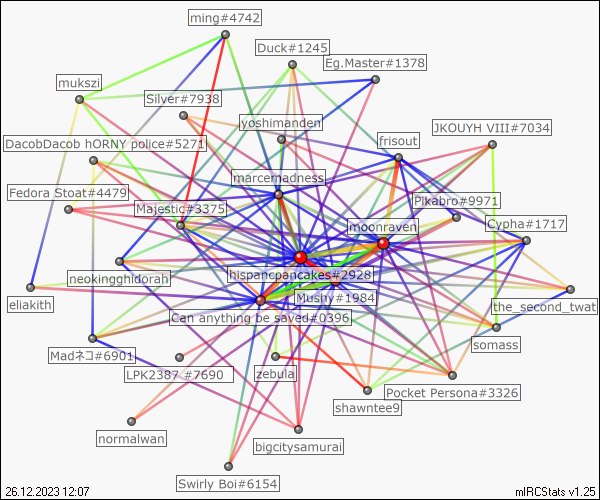 ming#4742
Duck#1245
Eg.Master#1378
mukszi
Silver#7938
yoshimanden
JKOUYH VIII#7034
DacobDacob hORNY police#5271
frisout
marcemadness
Fedora Stoat#4479
Majestic#3375
Pikabro#9971
moonraven
Cypha#1717
neokingghidorah
hispancpancakes#2928
eliakith
Mushy#1984
the_second_twat
Can anything be saved#0396
somass
Madネコ#6901
LPK2387 #7690
zebula
Pocket Persona#3326
shawntee9
normalwan
bigcitysamurai
Swirly Boi#6154
26.12.2023 12:07
mIRCStats v1.25